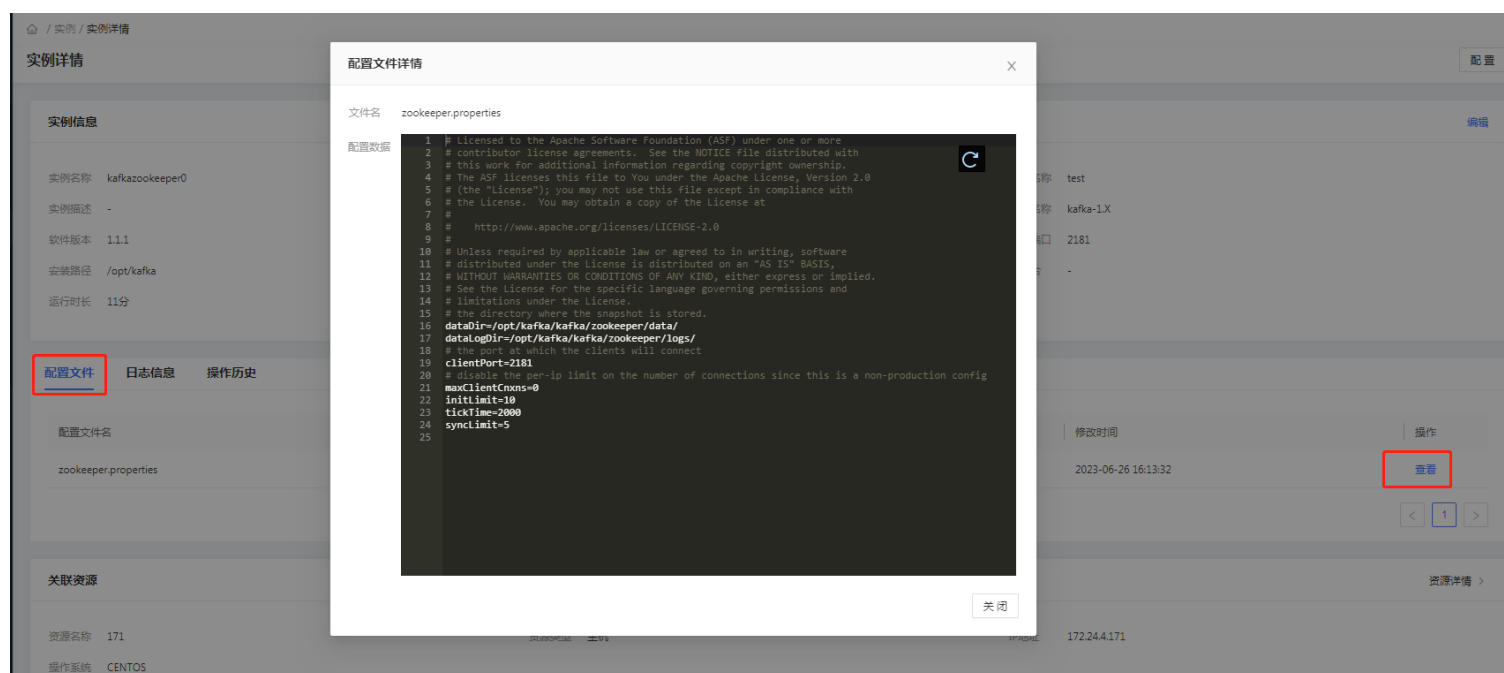 / 实例 / 实例详情
实例详情
配 置
实例信息
编辑
实例名称 kafkazookeeper0
名称 test
实例描述 -
名称 kafka-1.X
软件版本 1.1.1
2181
安装路径 /opt/kafka
-
运行时长 11分
配置文件详情
文件名 zookeeper.properties
配置数据
1 # Licensed to the Apache Software Foundation (ASF) under one or more
2 # contributor license agreements.  See the NOTICE file distributed with
3 # this work for additional information regarding copyright ownership.
4 # The ASF licenses this file to You under the Apache License, Version 2.0
5 # (the "License"); you may not use this file except in compliance with
6 # the License.  You may obtain a copy of the License at
7 #
8 #    http://www.apache.org/licenses/LICENSE-2.0
9 #
10 # Unless required by applicable law or agreed to in writing, software
11 # distributed under the License is distributed on an "AS IS" BASIS,
12 # WITHOUT WARRANTIES OR CONDITIONS OF ANY KIND, either express or implied.
13 # See the License for the specific language governing permissions and
14 # limitations under the License.
15 # the directory where the snapshot is stored.
16 dataDir=/opt/kafka/kafka/zookeeper/data/
17 dataLogDir=/opt/kafka/kafka/zookeeper/logs/
18 # the port at which the clients will connect
19 clientPort=2181
20 # disable the per-ip limit on the number of connections since this is a non-production config
21 maxClientCnxns=0
22 initLimit=10
23 tickTime=2000
24 syncLimit=5
25
关 闭
配置文件 日志信息 操作历史
配置文件名 修改时间 操作
zookeeper.properties 2023-06-26 16:13:32 查看
< 1 >
关联资源
资源详情 >
资源名称 171
资源类型 主机
IP地址 172.24.4.171
操作系统 CENTOS